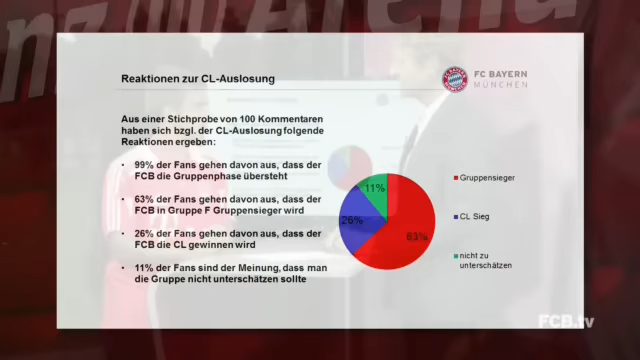 nz Arena
Reaktionen zur CL-Auslosung
FC BAYERN
MÜNCHEN
Aus einer Stichprobe von 100 Kommentaren
haben sich bzgl. der CL-Auslosung folgende
Reaktionen ergeben:
• 99% der Fans gehen davon aus, dass der
FCB die Gruppenphase übersteht
• 63% der Fans gehen davon aus, dass der
FCB in Gruppe F Gruppensieger wird
• 26% der Fans gehen davon aus, dass der
FCB die CL gewinnen wird
• 11% der Fans sind der Meinung, dass man
die Gruppe nicht unterschätzen sollte
11%
26%
63%
Gruppensieger
CL Sieg
nicht zu
unterschätzen
FCB.tv